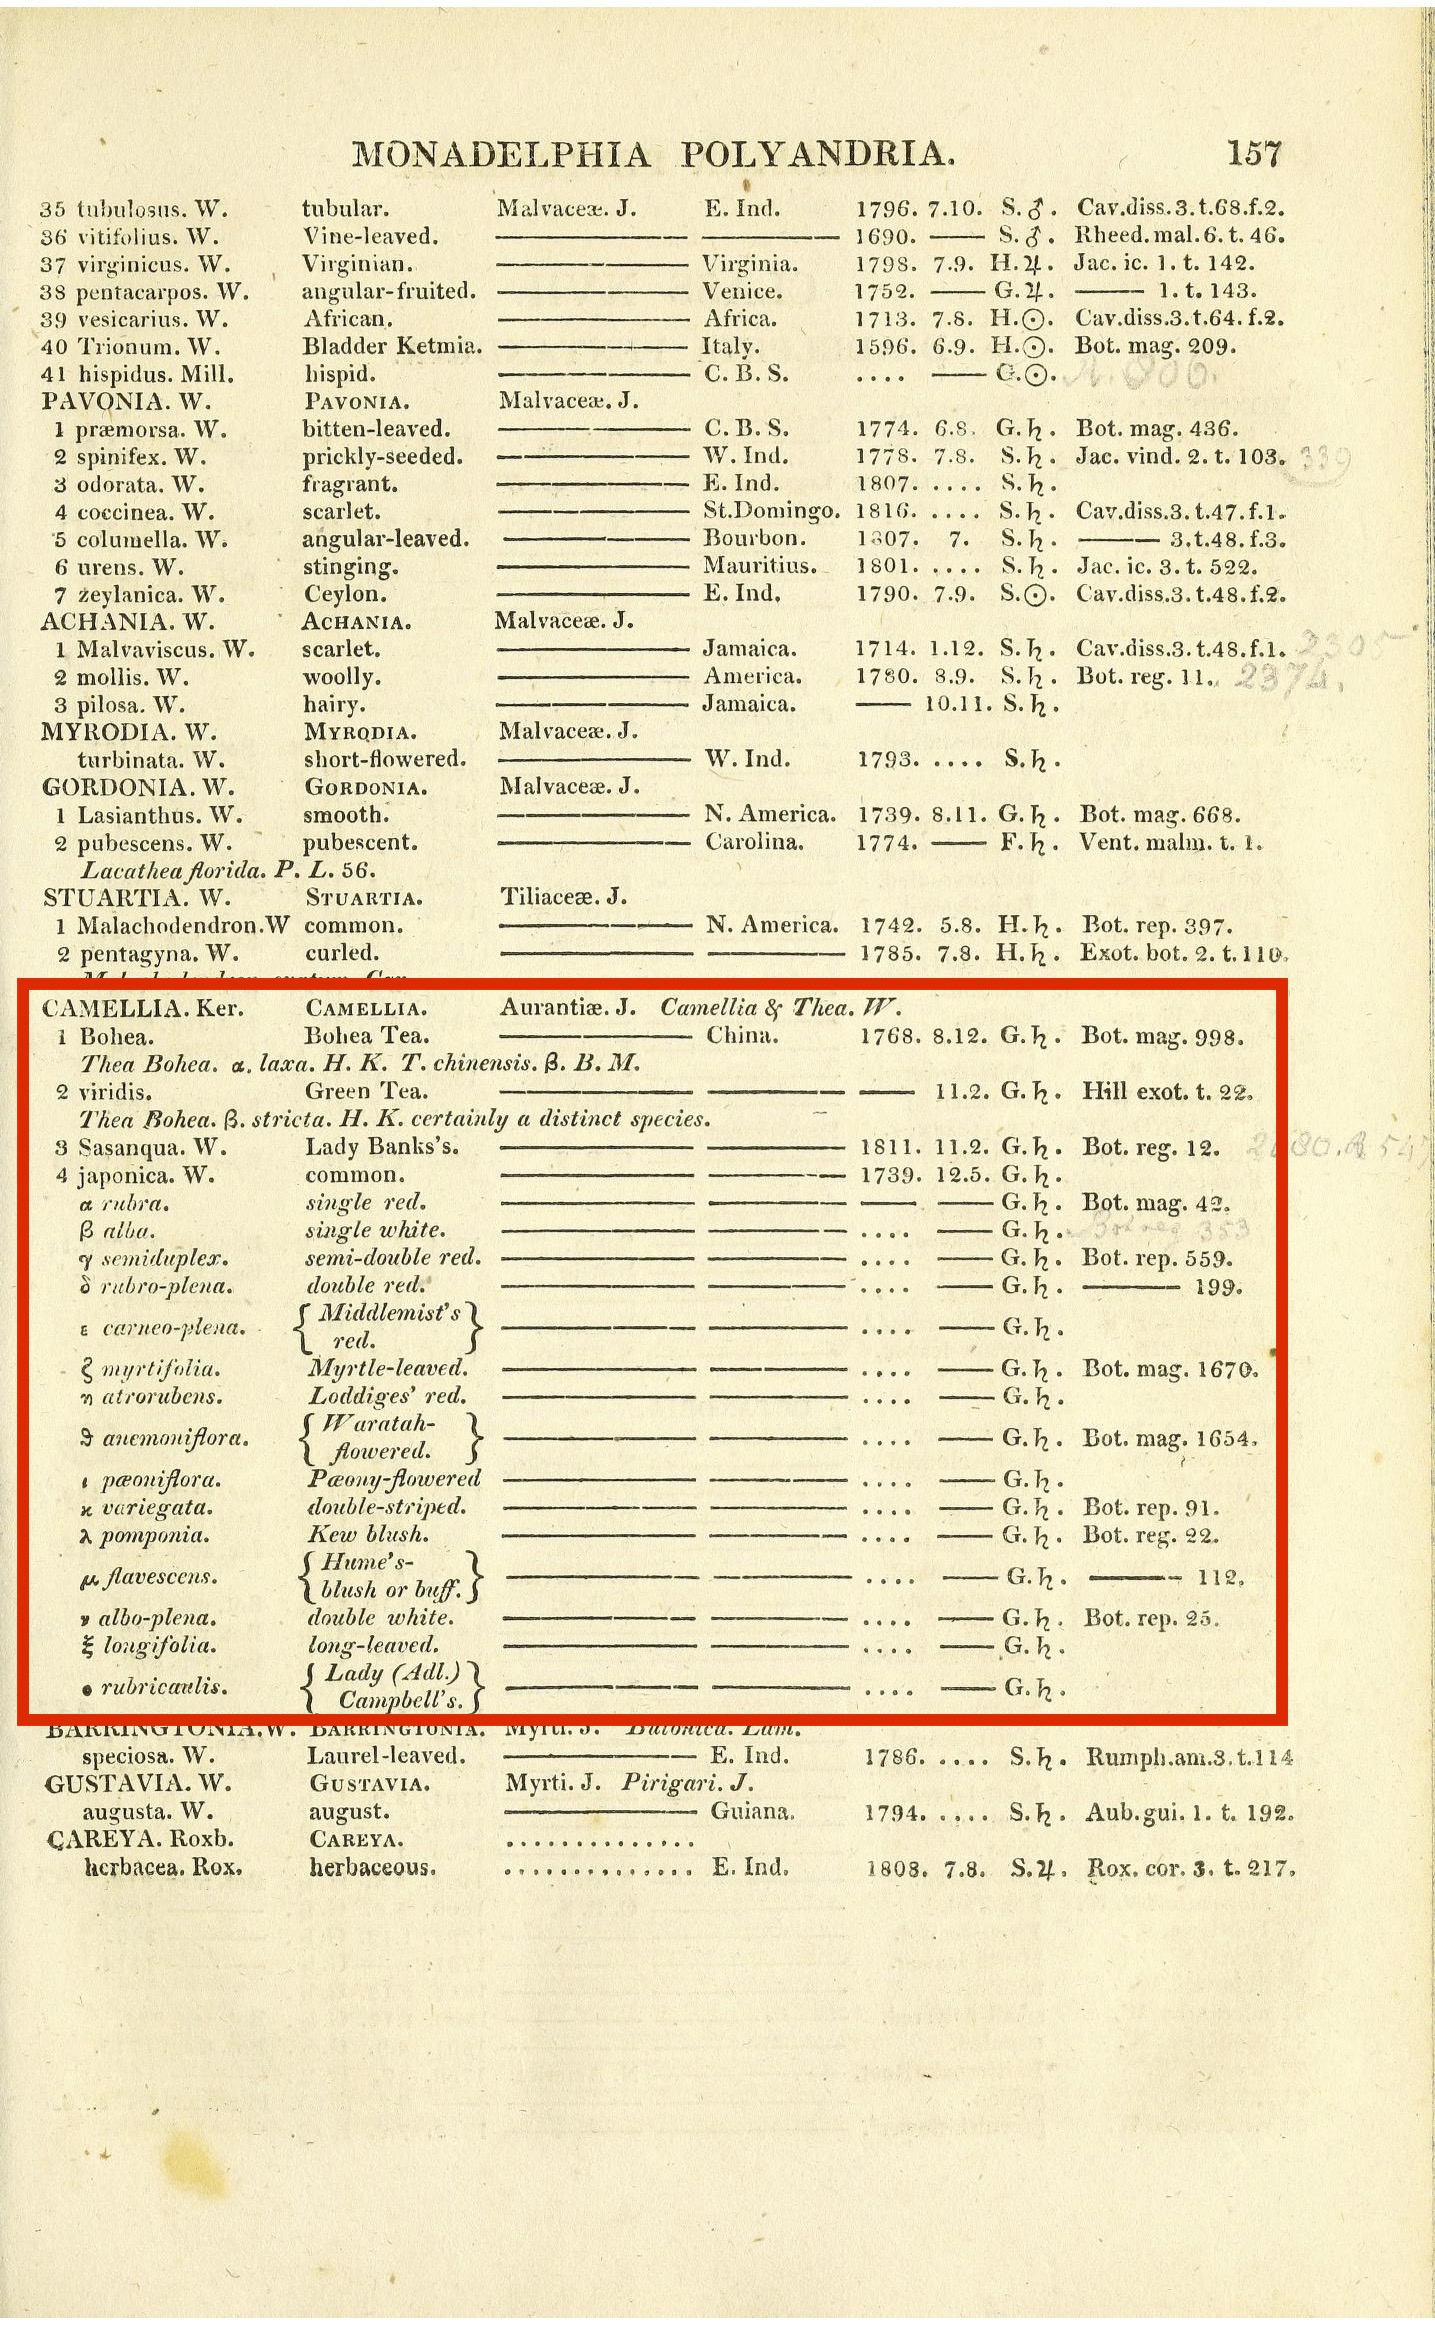 MONADELPHIA POLYANDRIA. 157
35 tubulosus. W. tubular. Malvaceæ. J. E. Ind. 1796. 7.10. S.♂. Cav.diss.3.t.68.f.2.
36 vitifolius. W. Vine-leaved. ——— ——— 1690. —— S.♂. Rheed.mal.6.t.46.
37 virginicus. W. Virginian. ——— Virginia. 1798. 7.9. H.♃. Jac. ic. 1. t. 142.
38 pentacarpos. W. angular-fruited. ——— Venice. 1752. —— G.♃. —— 1. t. 143.
39 vesicarius. W. African. ——— Africa. 1713. 7.8. H.☉. Cav.diss.3.t.64.f.2.
40 Trionum. W. Bladder Ketmia. ——— Italy. 1596. 6.9. H.☉. Bot. mag. 209.
41 hispidus. Mill. hispid. ——— C. B. S. .... —— G.☉.
PAVONIA. W. PAVONIA. Malvaceæ. J.
1 præmorsa. W. bitten-leaved. ——— C. B. S. 1774. 6.8. G.♄. Bot. mag. 436.
2 spinifex. W. prickly-seeded. ——— W. Ind. 1778. 7.8. S.♄. Jac. vind. 2. t. 103. 339
3 odorata. W. fragrant. ——— E. Ind. 1807. .... S.♄.
4 coccinea. W. scarlet. ——— St.Domingo. 1816. .... S.♄. Cav.diss.3.t.47.f.1.
5 columella. W. angular-leaved. ——— Bourbon. 1807. 7. S.♄. —— 3.t.48.f.3.
6 urens. W. stinging. ——— Mauritius. 1801. .... S.♄. Jac. ic. 3. t. 522.
7 zeylanica. W. Ceylon. ——— E. Ind. 1790. 7.9. S.☉. Cav.diss.3.t.48.f.2.
ACHANIA. W. ACHANIA. Malvaceæ. J.
1 Malvaviscus. W. scarlet. ——— Jamaica. 1714. 1.12. S.♄. Cav.diss.3.t.48.f.1. 2305
2 mollis. W. woolly. ——— America. 1780. 8.9. S.♄. Bot. reg. 11. 2374.
3 pilosa. W. hairy. ——— Jamaica. —— 10.11. S.♄.
MYRODIA. W. MYRODIA. Malvaceæ. J.
turbinata. W. short-flowered. ——— W. Ind. 1793. .... S.♄.
GORDONIA. W. GORDONIA. Malvaceæ. J.
1 Lasianthus. W. smooth. ——— N. America. 1739. 8.11. G.♄. Bot. mag. 668.
2 pubescens. W. pubescent. ——— Carolina. 1774. —— F.♄. Vent. malm. t. 1.
Lacathea florida. P. L. 56.
STUARTIA. W. STUARTIA. Tiliaceæ. J.
1 Malachodendron.W common. ——— N. America. 1742. 5.8. H.♄. Bot. rep. 397.
2 pentagyna. W. curled. ——— ——— 1785. 7.8. H.♄. Exot. bot. 2. t.110.
CAMELLIA. Ker. CAMELLIA. Aurantiæ. J. Camellia & Thea. W.
1 Bohea. Bohea Tea. ——— China. 1768. 8.12. G.♄. Bot. mag. 998.
Thea Bohea. α. laxa. H. K. T. chinensis. β. B. M.
2 viridis. Green Tea. ——— ——— —— 11.2. G.♄. Hill exot. t. 22.
Thea Bohea. β. stricta. H. K. certainly a distinct species.
3 Sasanqua. W. Lady Banks's. ——— ——— 1811. 11.2. G.♄. Bot. reg. 12.
4 japonica. W. common. ——— ——— 1739. 12.5. G.♄.
α rubra. single red. ——— ——— —— —— G.♄. Bot. mag. 42.
β alba. single white. ——— ——— .... —— G.♄. Bot reg 353
γ semiduplex. semi-double red. ——— ——— .... —— G.♄. Bot. rep. 559.
δ rubro-plena. double red. ——— ——— .... —— G.♄. —— 199.
ε carneo-plena. { Middlemist's red. } ——— ——— .... —— G.♄.
ζ myrtifolia. Myrtle-leaved. ——— ——— .... —— G.♄. Bot. mag. 1670.
η atrorubens. Loddiges' red. ——— ——— .... —— G.♄.
ϑ anemoniflora. { Waratah-flowered. } ——— ——— .... —— G.♄. Bot. mag. 1654.
ι pæoniflora. Pæony-flowered ——— ——— .... —— G.♄.
ϰ variegata. double-striped. ——— ——— .... —— G.♄. Bot. rep. 91.
λ pomponia. Kew blush. ——— ——— .... —— G.♄. Bot. reg. 22.
μ flavescens. { Hume's-blush or buff. } ——— ——— .... —— G.♄. —— 112.
ν albo-plena. double white. ——— ——— .... —— G.♄. Bot. rep. 25.
ξ longifolia. long-leaved. ——— ——— .... —— G.♄.
ο rubricaulis. { Lady (Adl.) Campbell's. } ——— ——— .... —— G.♄.
BARRINGTONIA.W. BARRINGTONIA. Myrti. J. Butonica. Lam.
speciosa. W. Laurel-leaved. ——— E. Ind. 1786. .... S.♄. Rumph.am.3.t.114
GUSTAVIA. W. GUSTAVIA. Myrti. J. Pirigari. J.
augusta. W. august. ——— Guiana. 1794. .... S.♄. Aub.gui. 1. t. 192.
CAREYA. Roxb. CAREYA. ..............
herbacea. Rox. herbaceous. .............. E. Ind. 1808. 7.8. S.♃. Rox. cor. 3. t. 217.